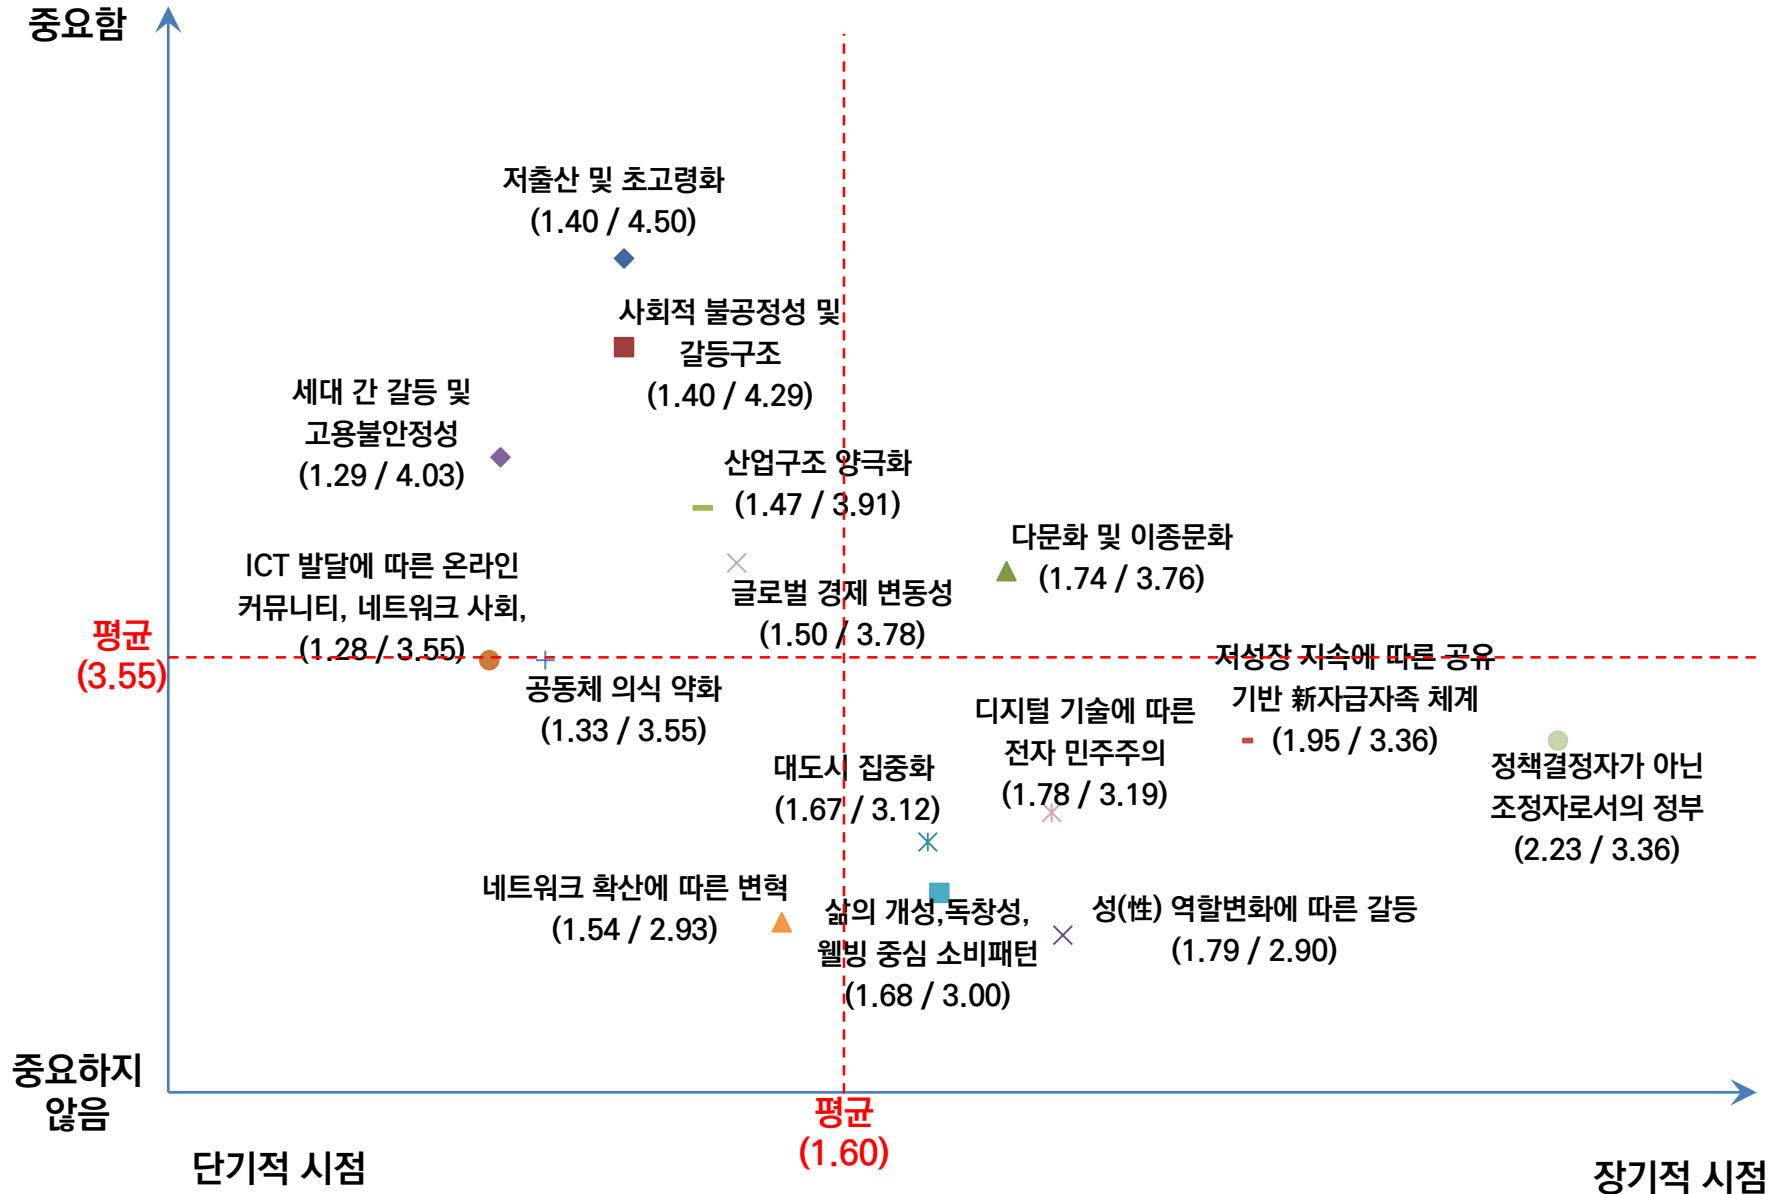 중요함
저출산 및 초고령화
(1.40 / 4.50)
사회적 불공정성 및
갈등구조
(1.40 / 4.29)
세대 간 갈등 및
고용불안정성
(1.29 / 4.03)
산업구조 양극화
(1.47 / 3.91)
다문화 및 이종문화
(1.74 / 3.76)
ICT 발달에 따른 온라인
커뮤니티, 네트워크 사회,
(1.28 / 3.55)
글로벌 경제 변동성
(1.50 / 3.78)
평균
(3.55)
공동체 의식 약화
(1.33 / 3.55)
저성장 지속에 따른 공유
기반 新자급자족 체계
(1.95 / 3.36)
디지털 기술에 따른
전자 민주주의
(1.78 / 3.19)
정책결정자가 아닌
조정자로서의 정부
(2.23 / 3.36)
대도시 집중화
(1.67 / 3.12)
네트워크 확산에 따른 변혁
(1.54 / 2.93)
삶의 개성,독창성,
웰빙 중심 소비패턴
(1.68 / 3.00)
성(性) 역할변화에 따른 갈등
(1.79 / 2.90)
중요하지
않음
평균
(1.60)
단기적 시점
장기적 시점